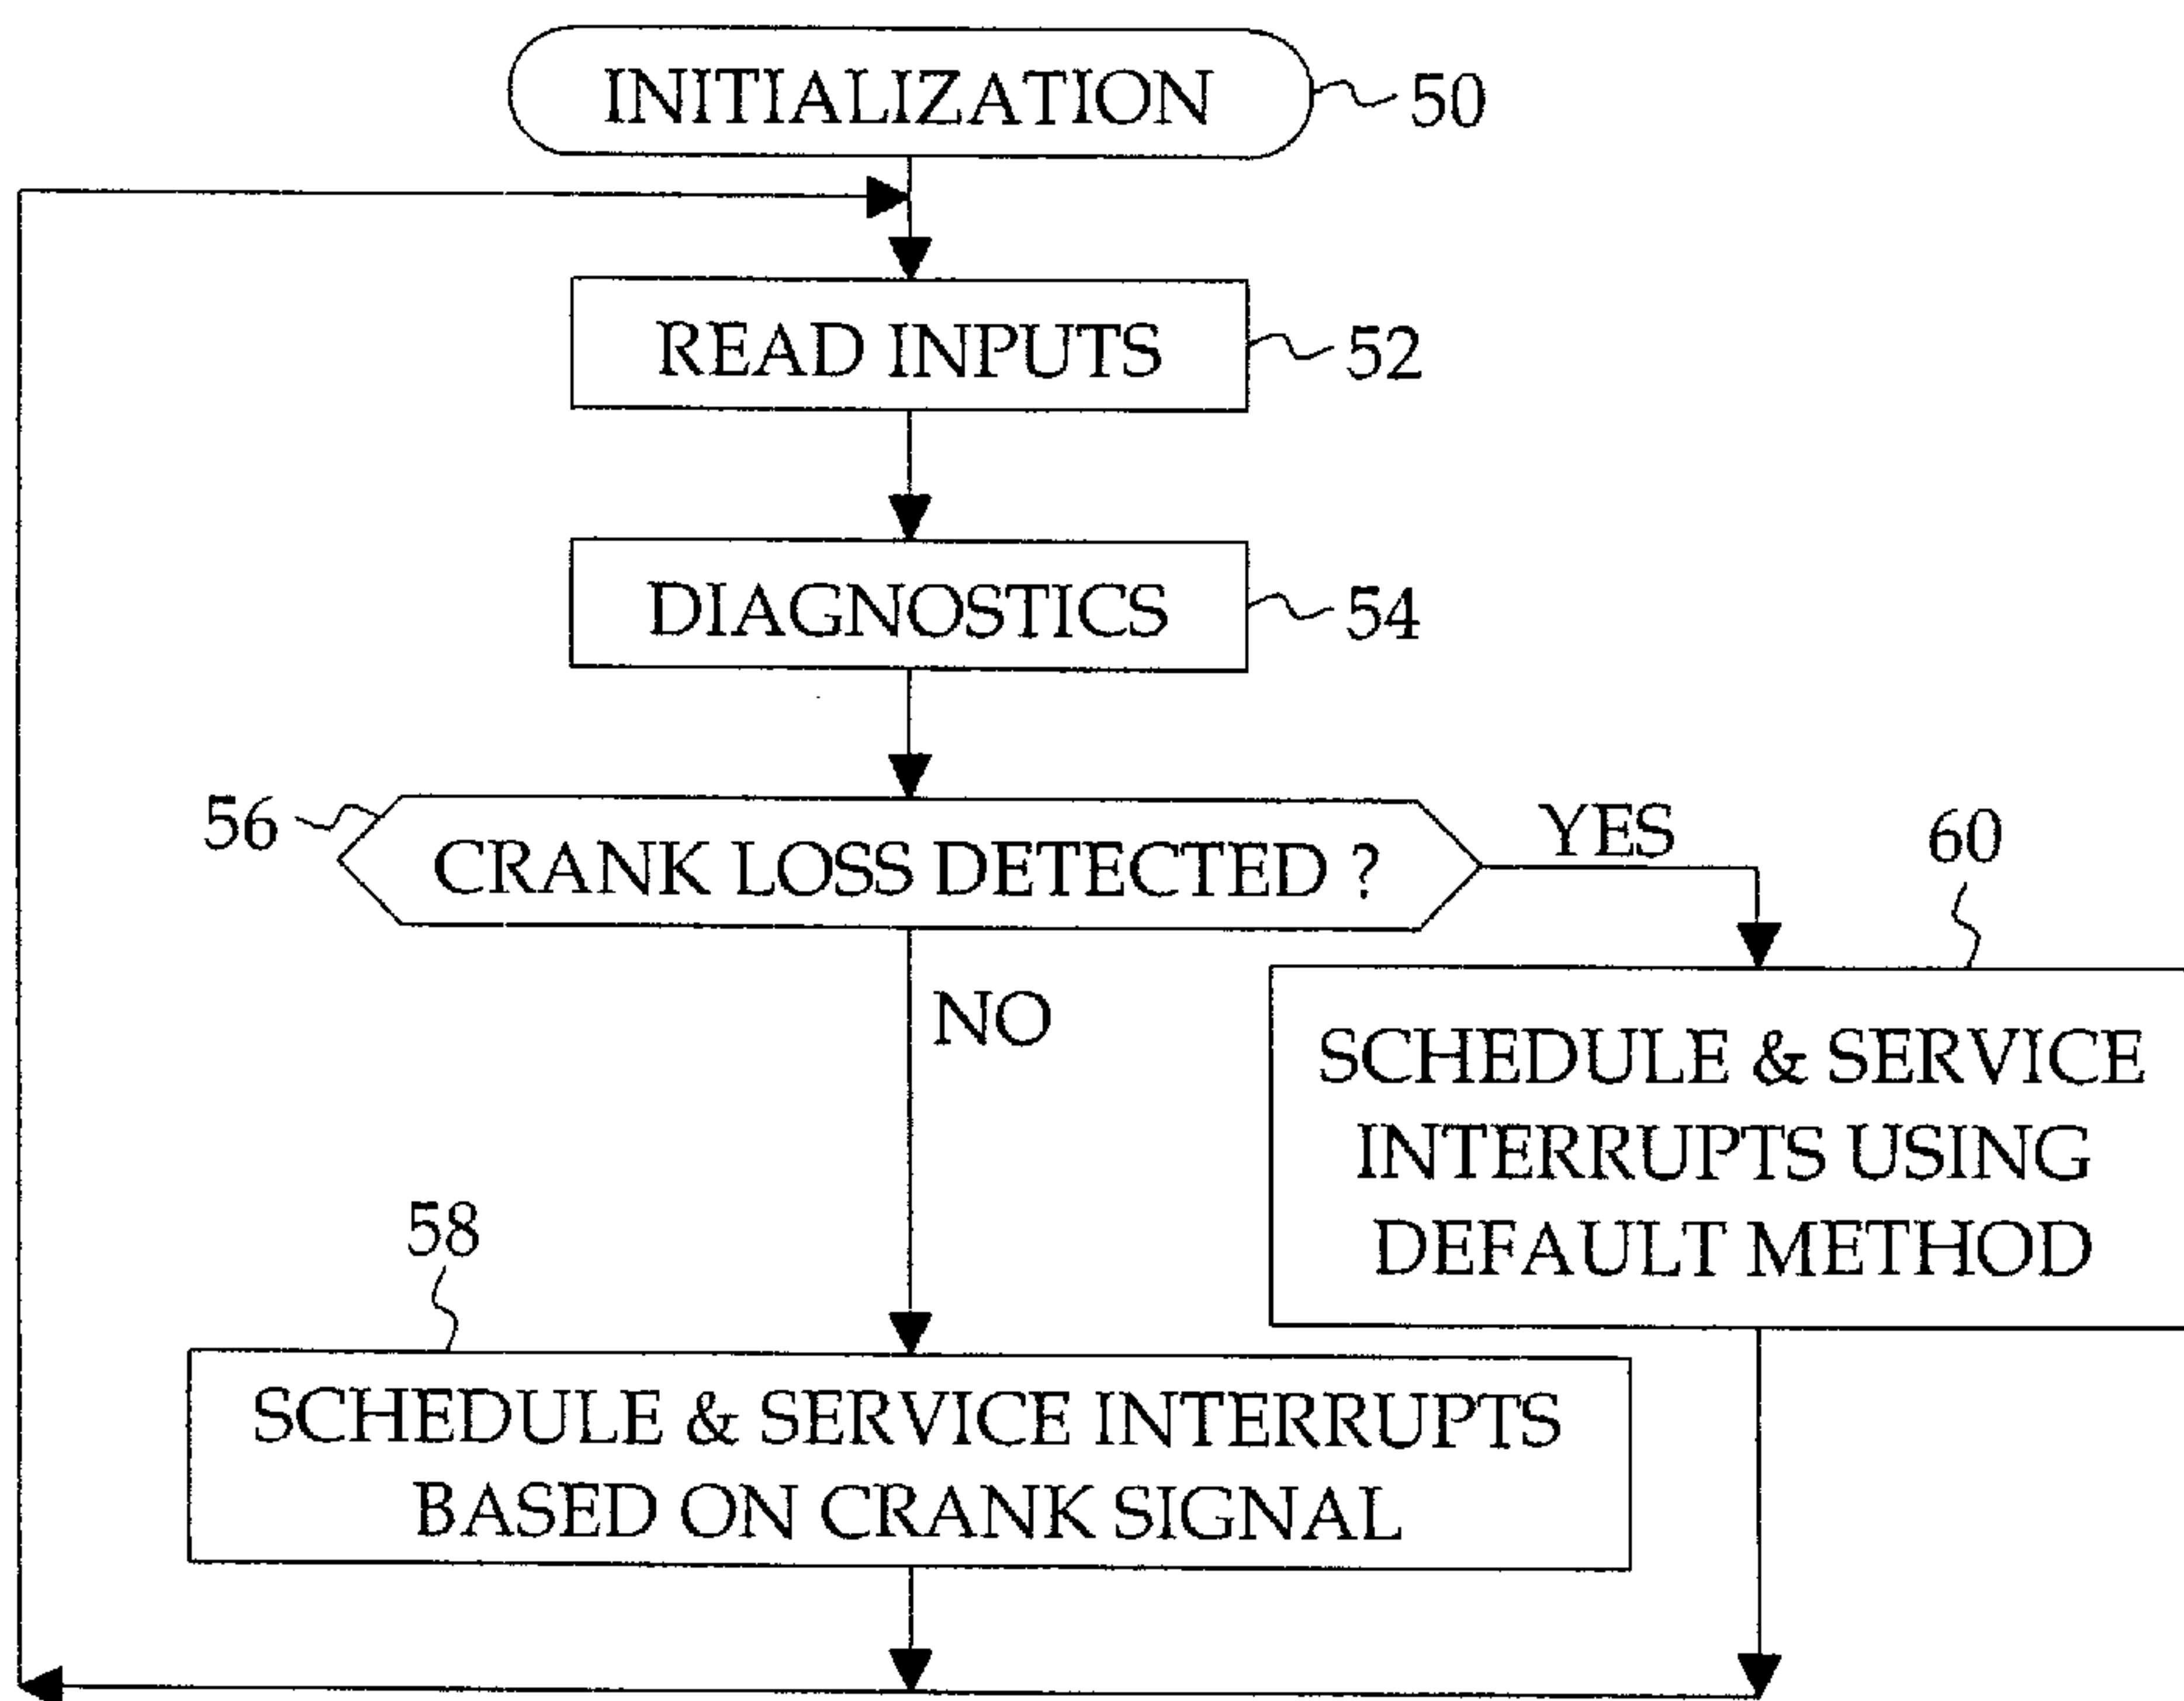 INITIALIZATION
50
READ INPUTS
52
DIAGNOSTICS
54
56
CRANK LOSS DETECTED ?
YES
60
NO
SCHEDULE & SERVICE
INTERRUPTS USING
DEFAULT METHOD
58
SCHEDULE & SERVICE INTERRUPTS
BASED ON CRANK SIGNAL